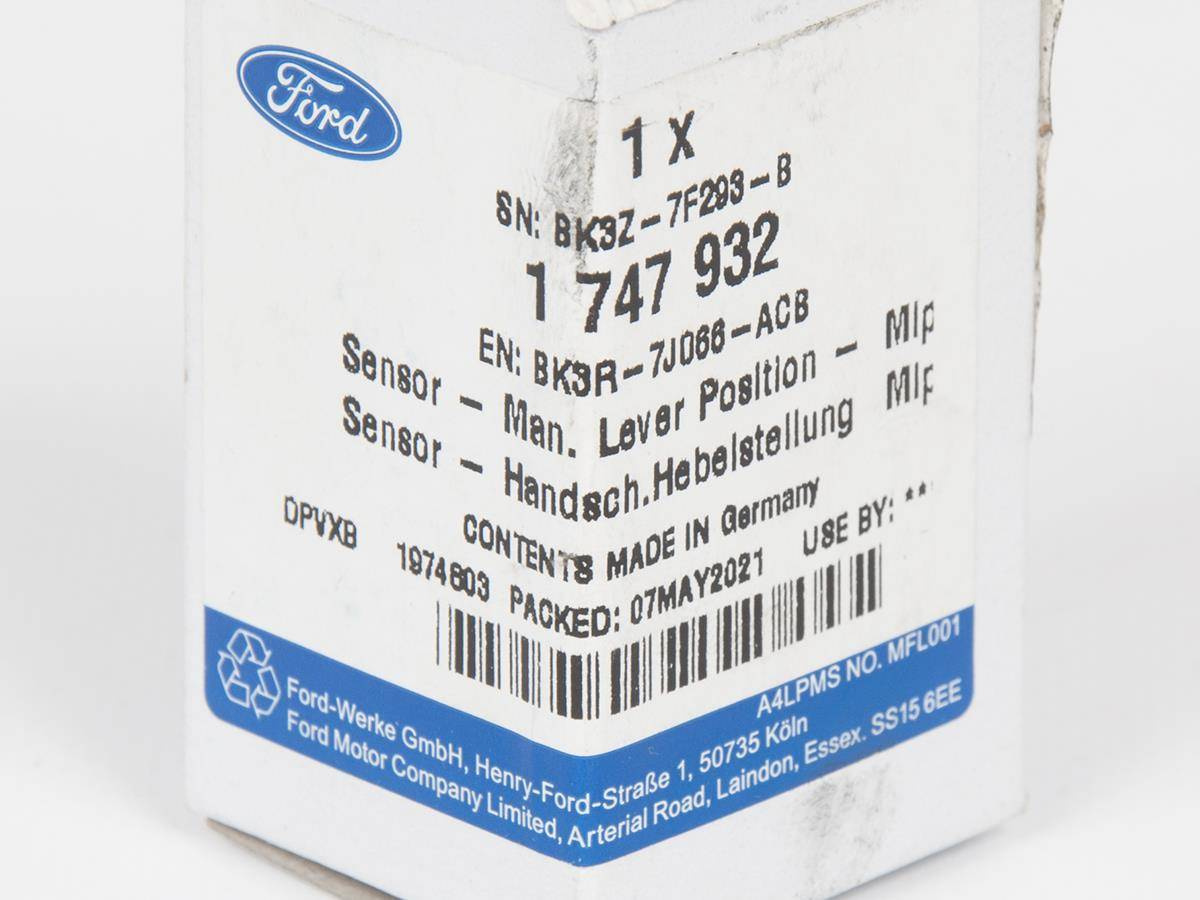 Ford
1 X
SN: BK3Z-7F293-B
1 747 932
EN: BK3R-7J066-ACB
Sensor - Man. Lever Position - Mlp
Sensor - Handsch.Hebelstellung Mlp
CONTENTS MADE IN Germany
DPVXB 1974603 PACKED: 07MAY2021 USE BY: **
A4LPMS NO. MFL001
Ford-Werke GmbH, Henry-Ford-Straße 1, 50735 Köln
Ford Motor Company Limited, Arterial Road, Laindon, Essex. SS15 6EE